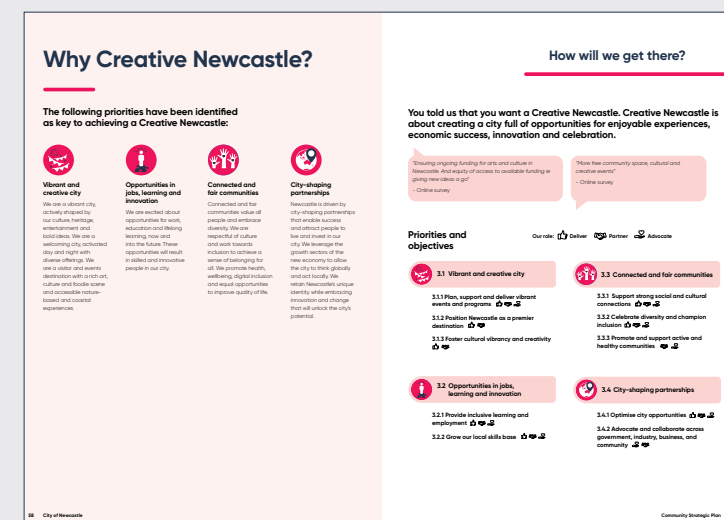 Why Creative Newcastle?
The following priorities have been identified
as key to achieving a Creative Newcastle:
Vibrant and
creative city
We are a vibrant city,
actively shaped by
our culture, heritage,
entertainment and
bold ideas. We are a
welcoming city, activated
day and night with
diverse offerings. We
are a visitor and events
destination with a rich art,
culture and foodie scene
and accessible nature-
based and coastal
experiences.
Opportunities in
jobs, learning and
innovation
We are excited about
opportunities for work,
education and lifelong
learning, now and
into the future. These
opportunities will result
in skilled and innovative
people in our city.
Connected and
fair communities
Connected and fair
communities value all
people and embrace
diversity. We are
respectful of culture
and work towards
inclusion to achieve a
sense of belonging for
all. We promote health,
wellbeing, digital inclusion
and equal opportunities
to improve quality of life.
City-shaping
partnerships
Newcastle is driven by
city-shaping partnerships
that enable success
and attract people to
live and invest in our
city. We leverage the
growth sectors of the
new economy to allow
the city to think globally
and act locally. We
retain Newcastle's unique
identity while embracing
innovation and change
that will unlock the city's
potential.
58 City of Newcastle
How will we get there?
You told us that you want a Creative Newcastle. Creative Newcastle is
about creating a city full of opportunities for enjoyable experiences,
economic success, innovation and celebration.
"Ensuring ongoing funding for arts and culture in
Newcastle. And equity of access to available funding ie
giving new ideas a go"
– Online survey
"More free community space, cultural and
creative events"
– Online survey
Priorities and
objectives
Our role: Deliver Partner Advocate
3.1 Vibrant and creative city
3.1.1 Plan, support and deliver vibrant
events and programs
3.1.2 Position Newcastle as a premier
destination
3.1.3 Foster cultural vibrancy and creativity
3.3 Connected and fair communities
3.3.1 Support strong social and cultural
connections
3.3.2 Celebrate diversity and champion
inclusion
3.3.3 Promote and support active and
healthy communities
3.2 Opportunities in jobs,
learning and innovation
3.2.1 Provide inclusive learning and
employment
3.2.2 Grow our local skills base
3.4 City-shaping partnerships
3.4.1 Optimise city opportunities
3.4.2 Advocate and collaborate across
government, industry, business, and
community
Community Strategic Plan